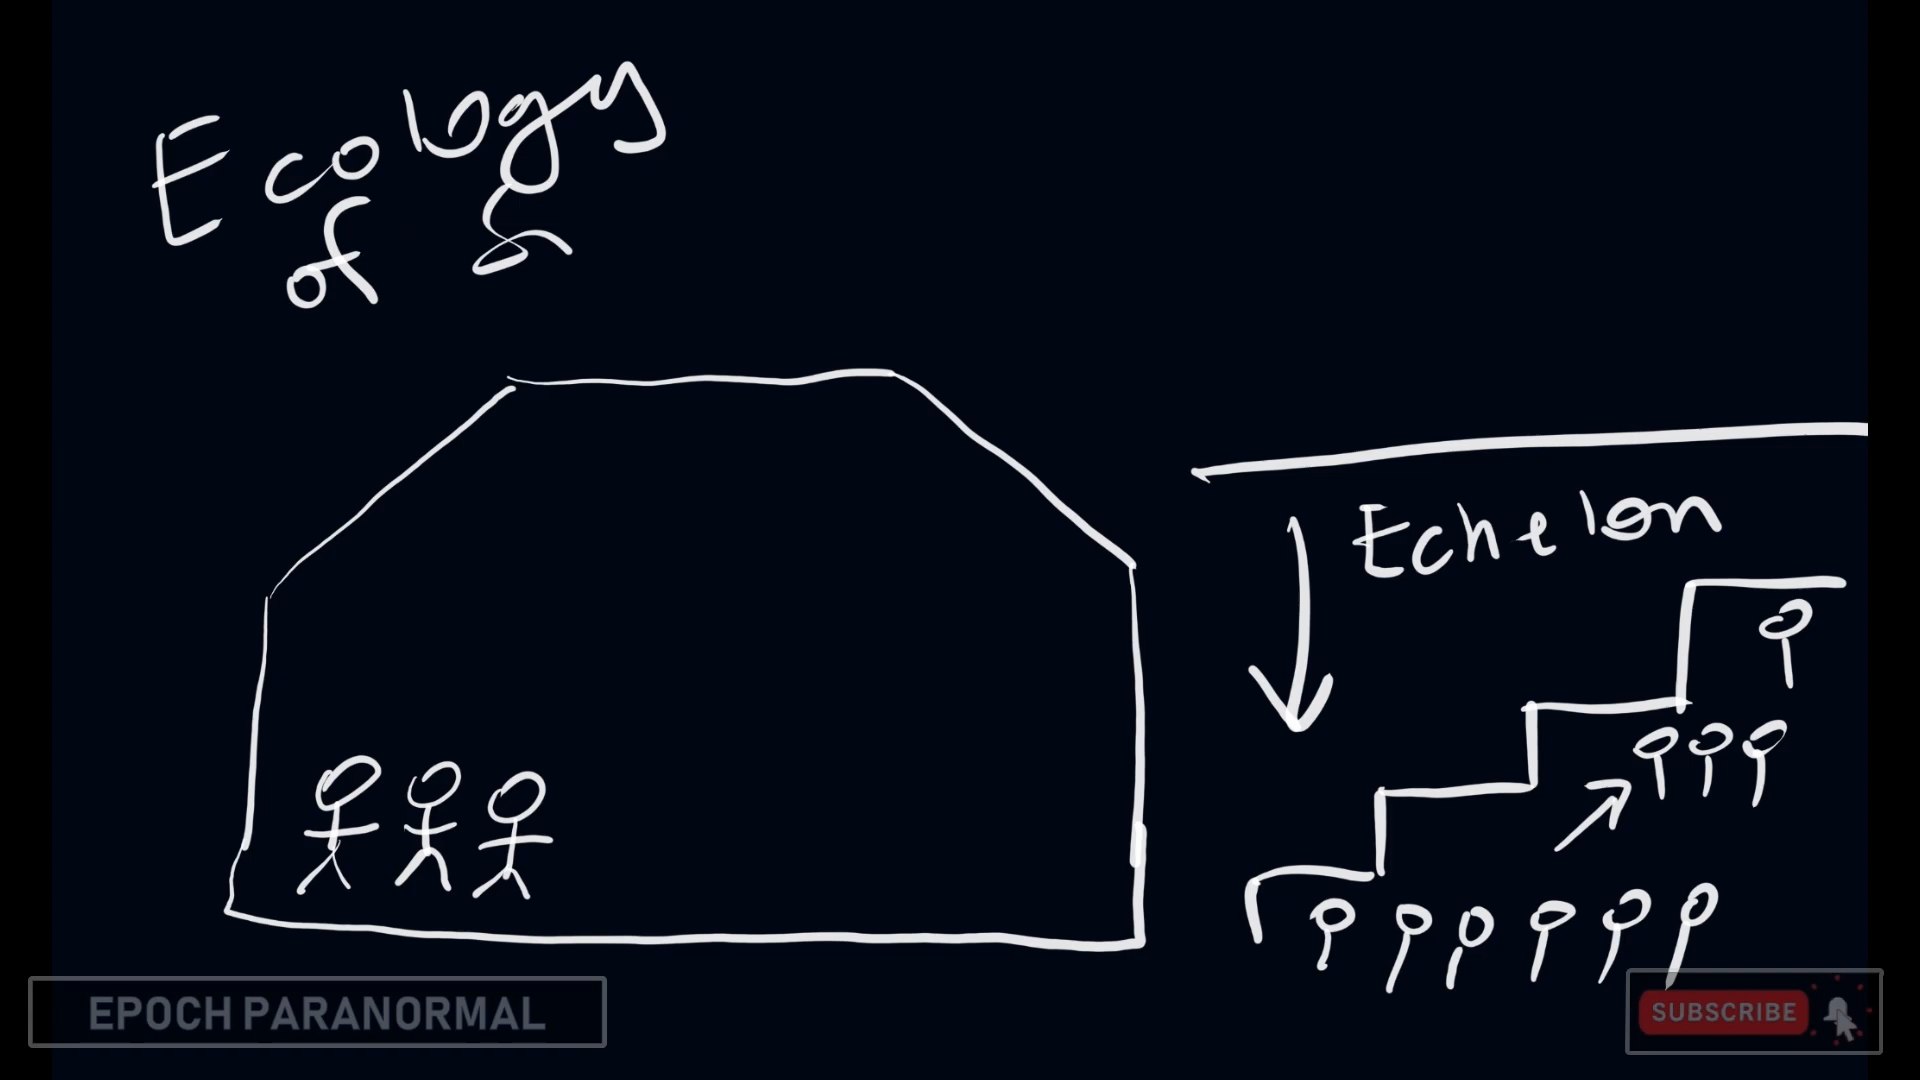 Ecology
of
Echelon
EPOCH PARANORMAL
SUBSCRIBE